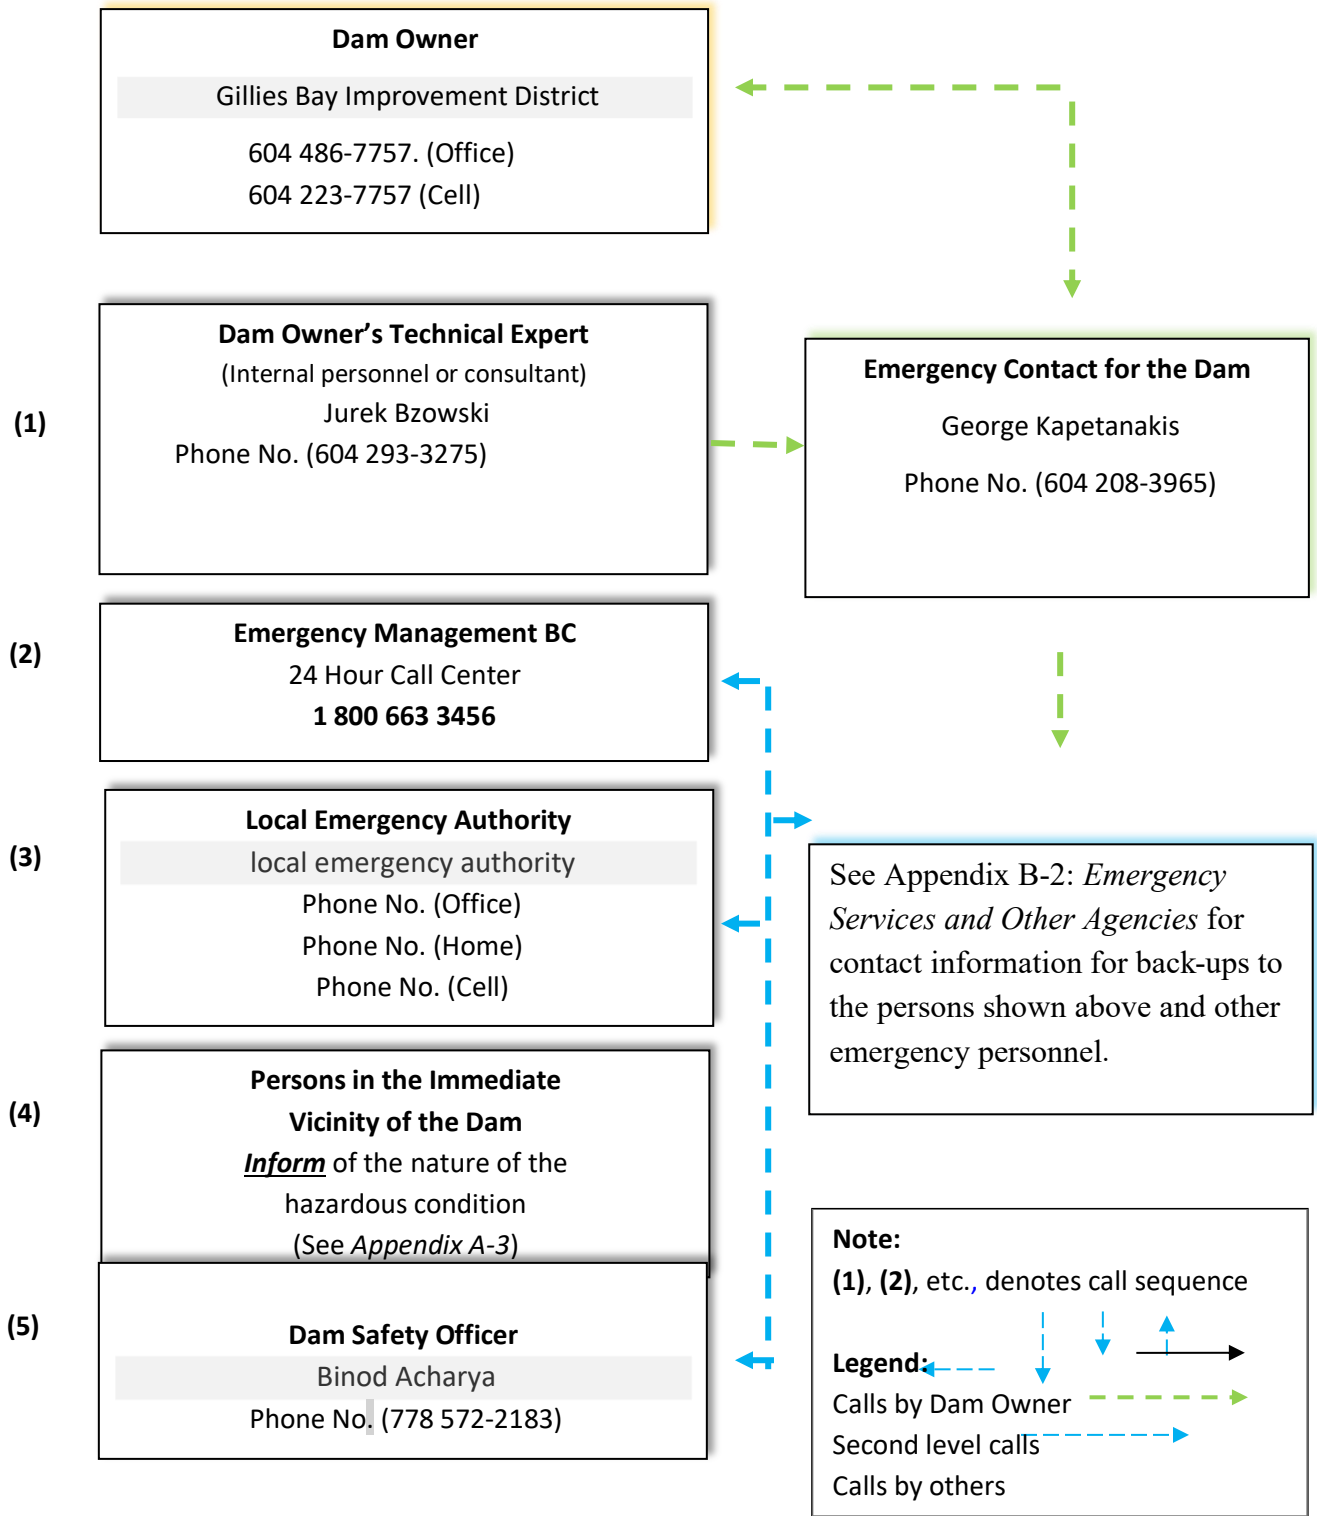 Dam Owner
Gillies Bay Improvement District
604 486-7757. (Office)
604 223-7757 (Cell)
(1)
Dam Owner’s Technical Expert
(Internal personnel or consultant)
Jurek Bzowski
Phone No. (604 293-3275)
Emergency Contact for the Dam
George Kapetanakis
Phone No. (604 208-3965)
(2)
Emergency Management BC
24 Hour Call Center
1 800 663 3456
(3)
Local Emergency Authority
local emergency authority
Phone No. (Office)
Phone No. (Home)
Phone No. (Cell)
See Appendix B-2: Emergency
Services and Other Agencies for
contact information for back-ups to
the persons shown above and other
emergency personnel.
(4)
Persons in the Immediate
Vicinity of the Dam
Inform of the nature of the
hazardous condition
(See Appendix A-3)
(5)
Dam Safety Officer
Binod Acharya
Phone No. (778 572-2183)
Note:
(1), (2), etc., denotes call sequence
Legend:
Calls by Dam Owner
Second level calls
Calls by others